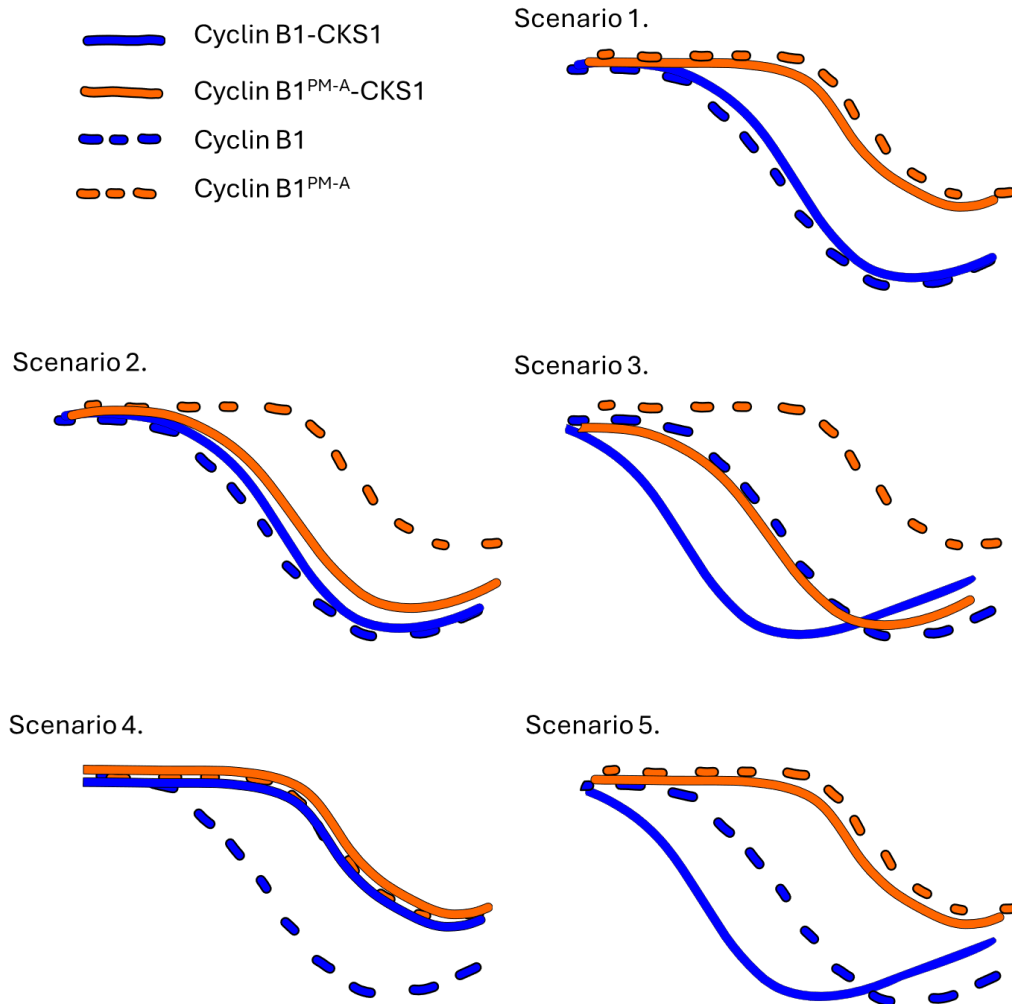 Scenario 1.
Cyclin B1-CKS1
Cyclin B1ᴾᴹ⁻ᴬ-CKS1
Cyclin B1
Cyclin B1ᴾᴹ⁻ᴬ
Scenario 2.
Scenario 3.
Scenario 4.
Scenario 5.